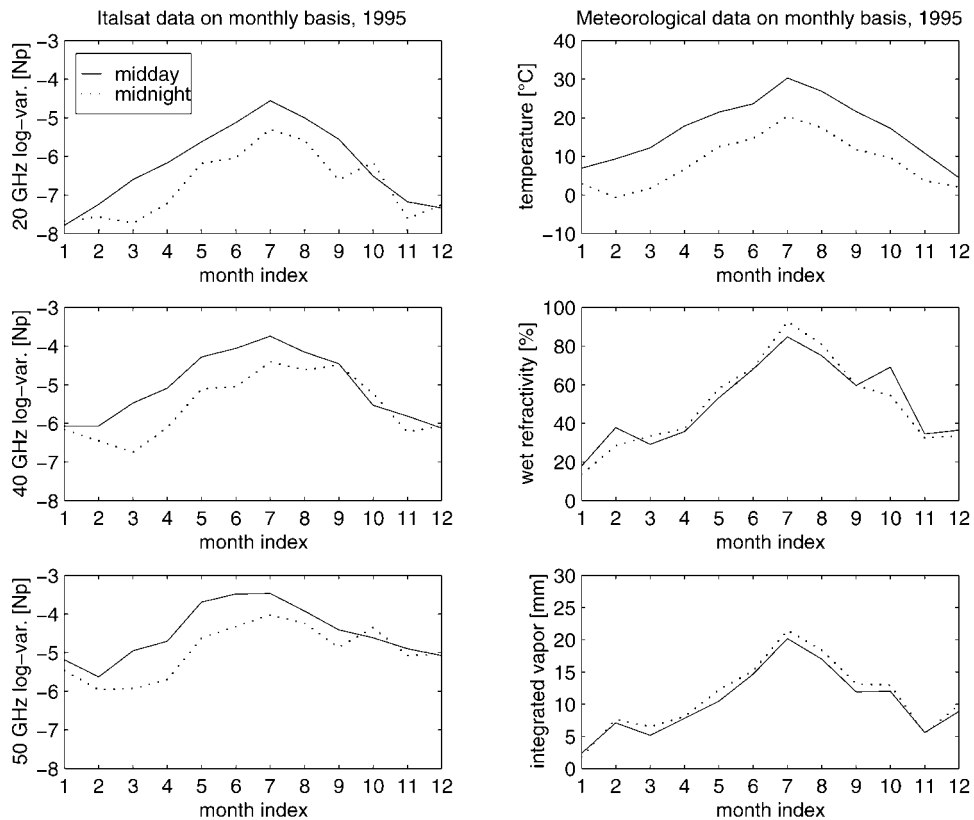 Italsat data on monthly basis, 1995
20 GHz log-var. [Np]
-3
-4
-5
-6
-7
-8
midday
midnight
1 2 3 4 5 6 7 8 9 10 11 12
month index
Meteorological data on monthly basis, 1995
temperature [°C]
40
30
20
10
0
-10
1 2 3 4 5 6 7 8 9 10 11 12
month index
40 GHz log-var. [Np]
-3
-4
-5
-6
-7
-8
1 2 3 4 5 6 7 8 9 10 11 12
month index
wet refractivity [%]
100
80
60
40
20
0
1 2 3 4 5 6 7 8 9 10 11 12
month index
50 GHz log-var. [Np]
-3
-4
-5
-6
-7
-8
1 2 3 4 5 6 7 8 9 10 11 12
month index
integrated vapor [mm]
30
25
20
15
10
5
0
1 2 3 4 5 6 7 8 9 10 11 12
month index